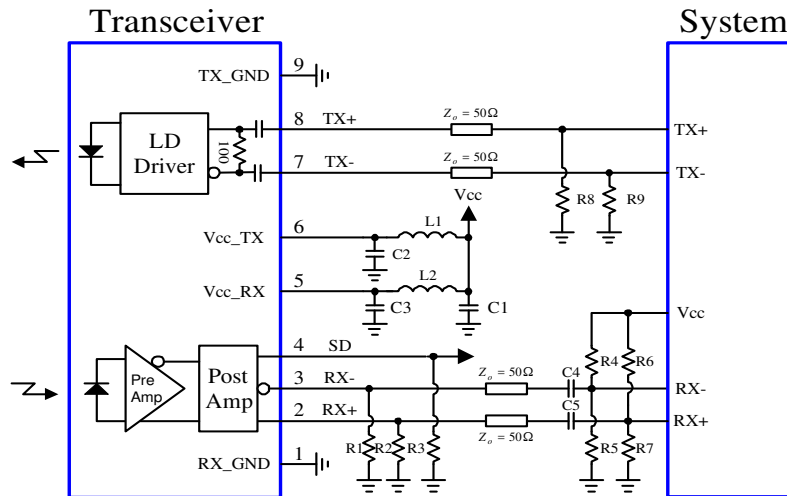 Transceiver System
TX_GND 9
LD Driver 100 8 TX+ Zo = 50Ω TX+
7 TX- Zo = 50Ω TX-
R8 R9
Vcc
Vcc_TX 6 L1
C2
Vcc_RX 5 L2
C3 C1 Vcc
4 SD
R4 R6
Pre Amp Post Amp 3 RX- Zo = 50Ω C4 RX-
2 RX+ Zo = 50Ω C5 RX+
R1 R2 R3 R5 R7
RX_GND 1